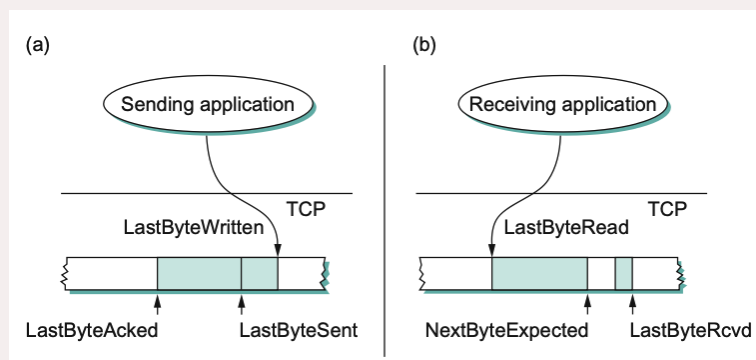 (a)
Sending application
TCP
LastByteWritten
LastByteAcked
LastByteSent
(b)
Receiving application
TCP
LastByteRead
NextByteExpected
LastByteRcvd